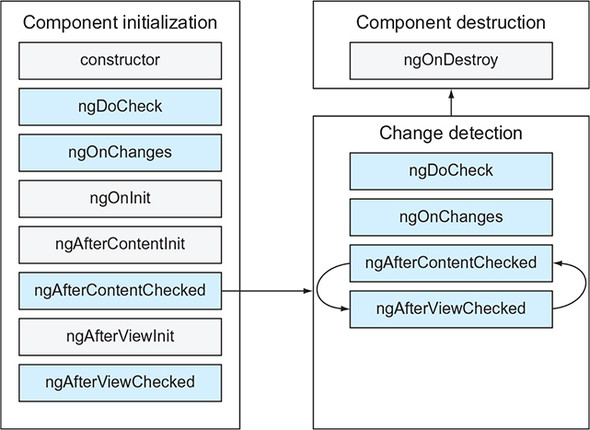 Component initialization
constructor
ngDoCheck
ngOnChanges
ngOnInit
ngAfterContentInit
ngAfterContentChecked
ngAfterViewInit
ngAfterViewChecked
Component destruction
ngOnDestroy
Change detection
ngDoCheck
ngOnChanges
ngAfterContentChecked
ngAfterViewChecked